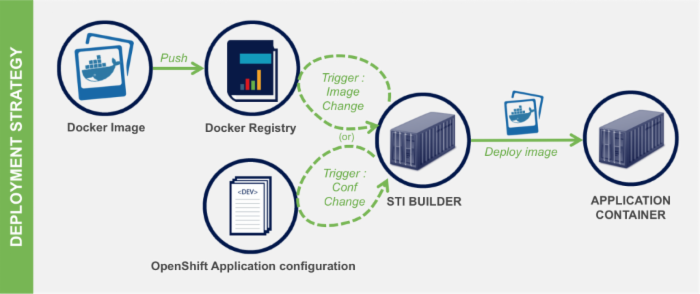 DEPLOYMENT STRATEGY
Push
Docker Image
Docker Registry
Trigger :
Image
Change
(or)
Trigger :
Conf
Change
<DEV>
OpenShift Application configuration
STI BUILDER
Deploy image
APPLICATION
CONTAINER